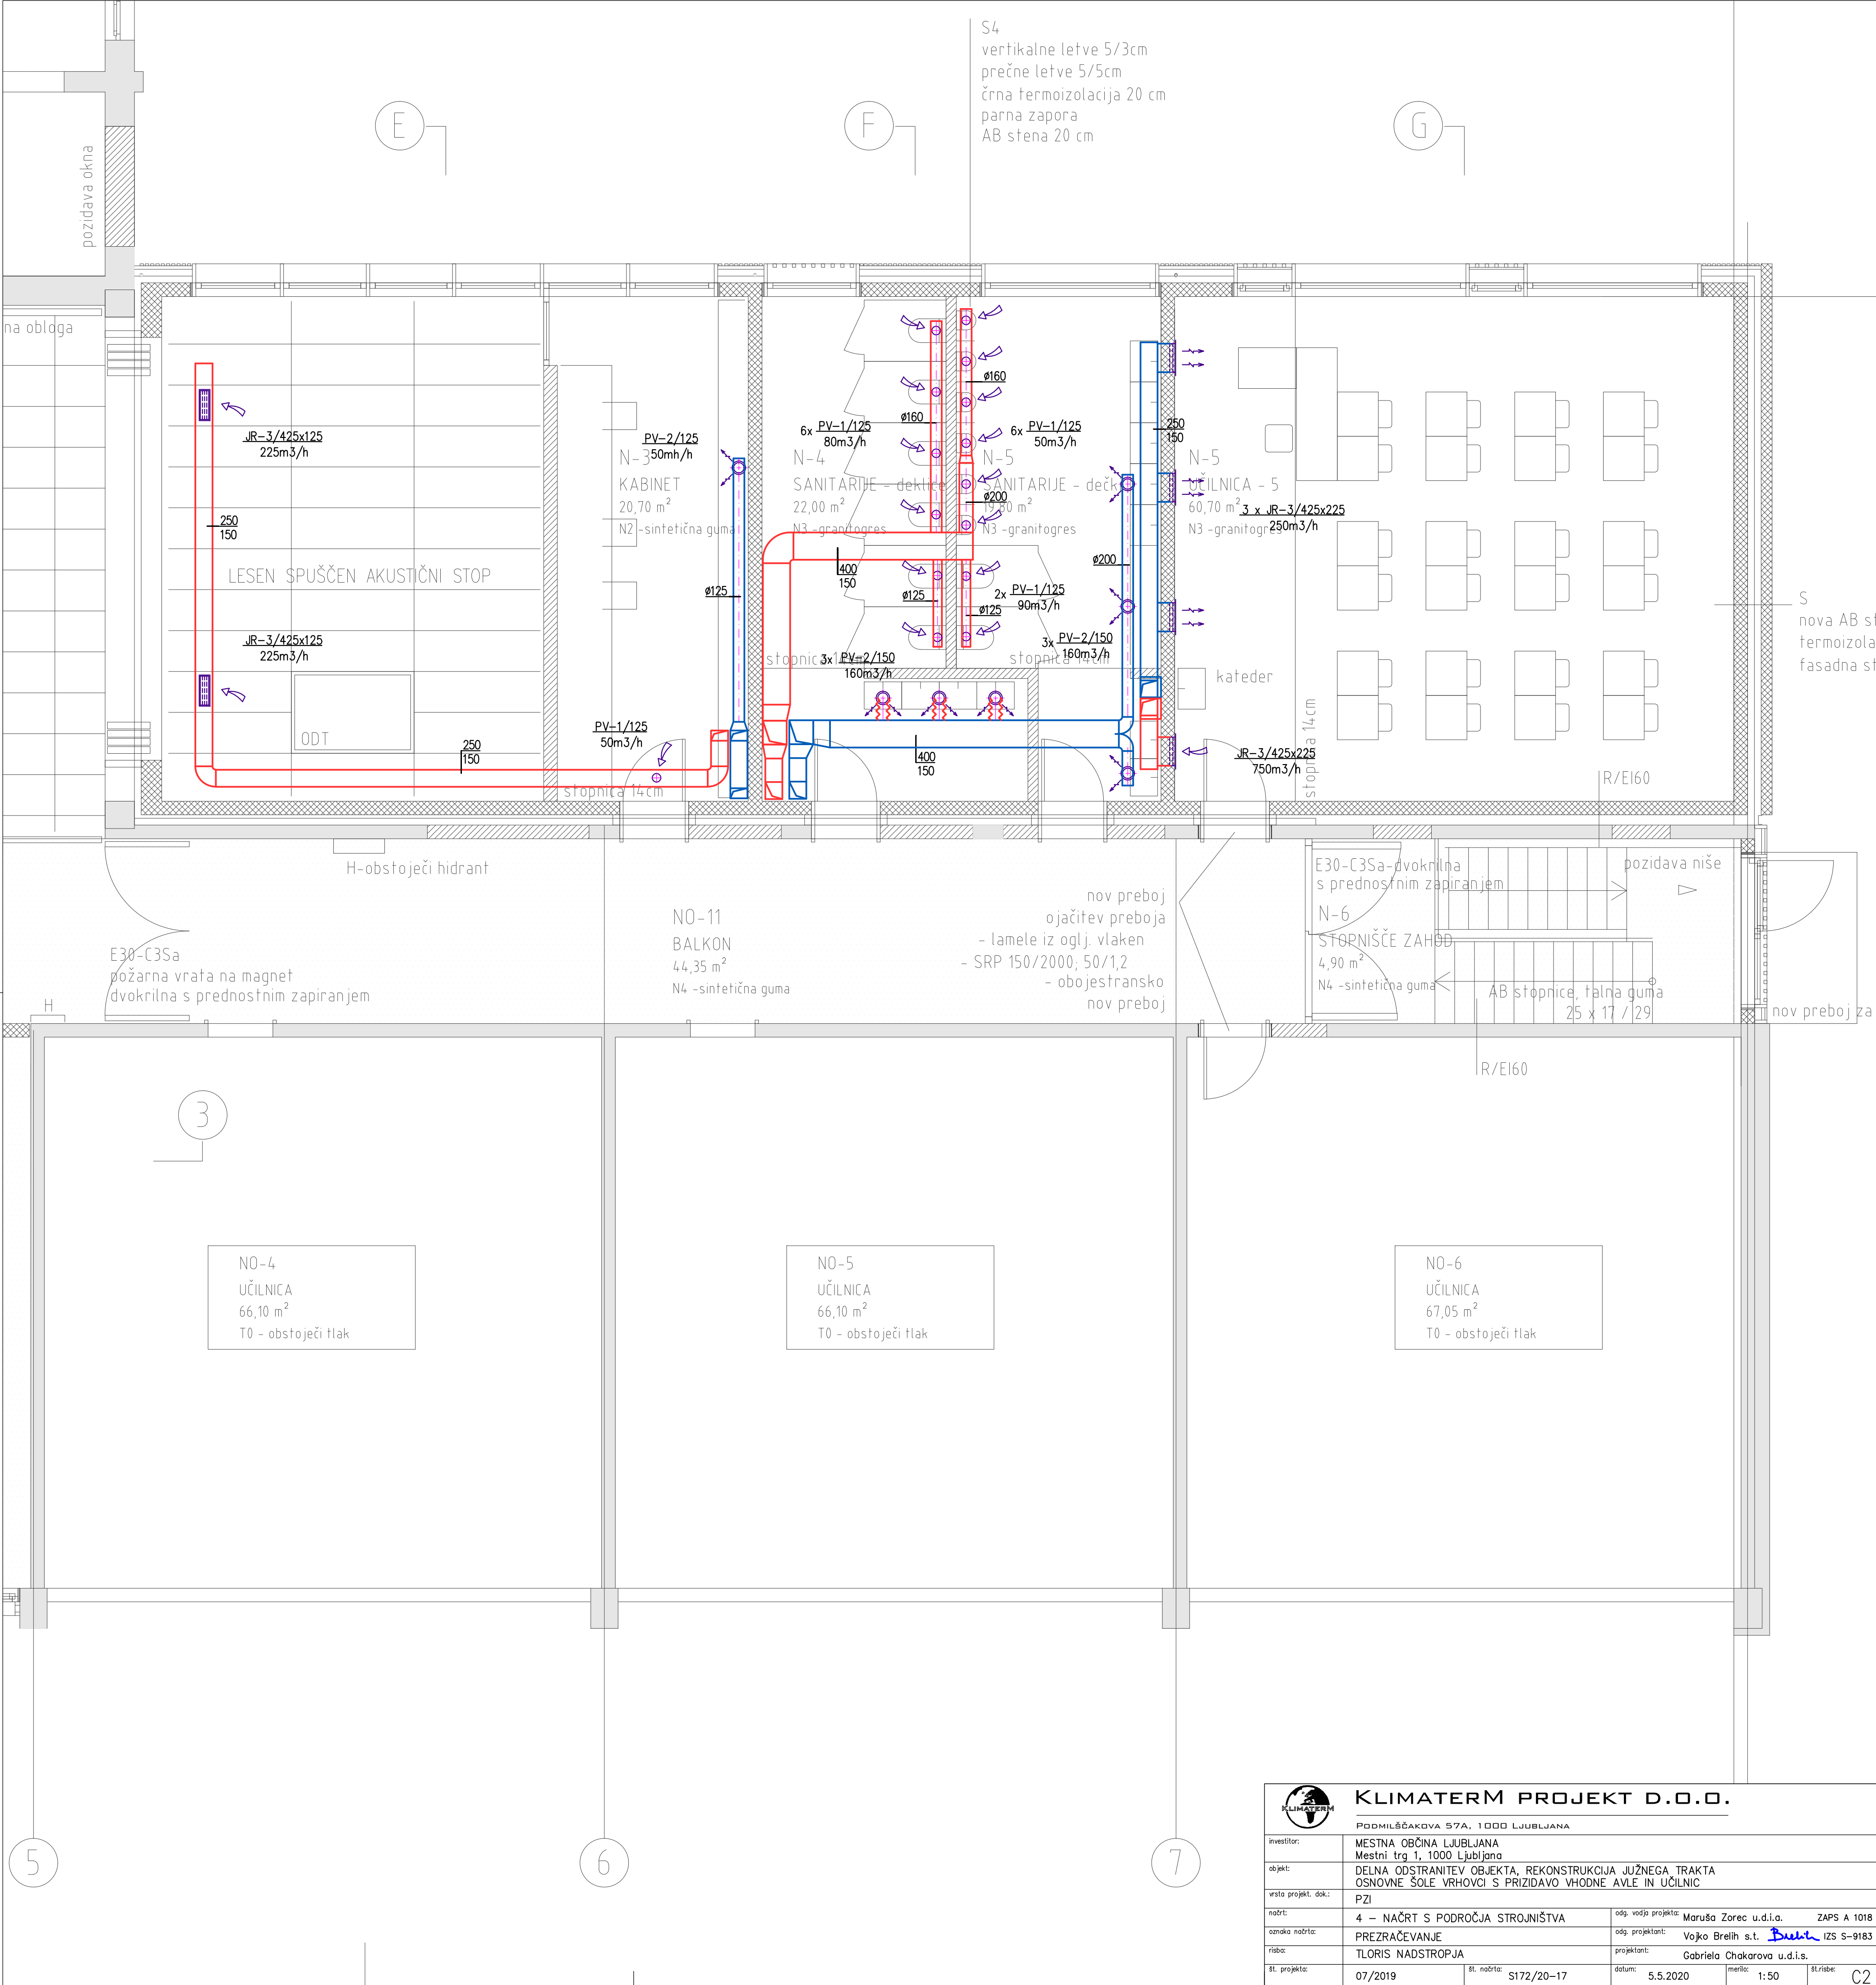 S4
vertikalne letve 5/3cm
prečne letve 5/5cm
črna termoizolacija 20 cm
parna zapora
AB stena 20 cm
E
F
G
pozidava okna
na obloga
JR-3/425x125
225m3/h
250
150
LESEN SPUŠČEN AKUSTIČNI STOP
JR-3/425x125
225m3/h
ODT
250
150
PV-2/125
50mh/h
N-3
KABINET
20,70 m²
N2 -sintetična guma
ø125
PV-1/125
50m3/h
stopnica 14cm
6x PV-1/125
80m3/h
ø160
N-4
SANITARIJE - deklice
22,00 m²
N3 -granitogres
400
150
ø125
3x PV-2/150
160m3/h
400
150
ø160
6x PV-1/125
50m3/h
N-5
SANITARIJE - dečk
19,80 m²
N3 -granitogres
ø200
2x PV-1/125
90m3/h
ø125
ø200
3x PV-2/150
160m3/h
stopnica 14cm
250
150
N-5
UČILNICA - 5
60,70 m²
N3 -granitogres
3 x JR-3/425x225
250m3/h
kateder
stopnica 14cm
JR-3/425x225
750m3/h
R/EI60
S
nova AB st
termoizola
fasadna st
H-obstoječi hidrant
E30-C3Sa
požarna vrata na magnet
dvokrilna s prednostnim zapiranjem
H
NO-11
BALKON
44,35 m²
N4 -sintetična guma
nov preboj
ojačitev preboja
- lamele iz oglj. vlaken
- SRP 150/2000; 50/1,2
- obojestransko
nov preboj
E30-C3Sa-dvokrilna
s prednostnim zapiranjem
N-6
STOPNIŠČE ZAHOD
4,90 m²
N4 -sintetična guma
pozidava niše
AB stopnice, talna guma
25 x 17 / 29
nov preboj za
R/EI60
3
NO-4
UČILNICA
66,10 m²
T0 - obstoječi tlak
NO-5
UČILNICA
66,10 m²
T0 - obstoječi tlak
NO-6
UČILNICA
67,05 m²
T0 - obstoječi tlak
5
6
7
KLIMATERM
KLIMATERM PROJEKT D.O.O.
PODMILŠČAKOVA 57A, 1000 LJUBLJANA
investitor: MESTNA OBČINA LJUBLJANA
Mestni trg 1, 1000 Ljubljana
objekt: DELNA ODSTRANITEV OBJEKTA, REKONSTRUKCIJA JUŽNEGA TRAKTA
OSNOVNE ŠOLE VRHOVCI S PRIZIDAVO VHODNE AVLE IN UČILNIC
vrsta projekt. dok.: PZI
načrt: 4 – NAČRT S PODROČJA STROJNIŠTVA odg. vodja projekta: Maruša Zorec u.d.i.a. ZAPS A 1018
oznaka načrta: PREZRAČEVANJE odg. projektant: Vojko Brelih s.t. Brelih IZS S-9183
risba: TLORIS NADSTROPJA projektant: Gabriela Chakarova u.d.i.s.
št. projekta: 07/2019 št. načrta: S172/20-17 datum: 5.5.2020 merilo: 1:50 št.risbe: C2